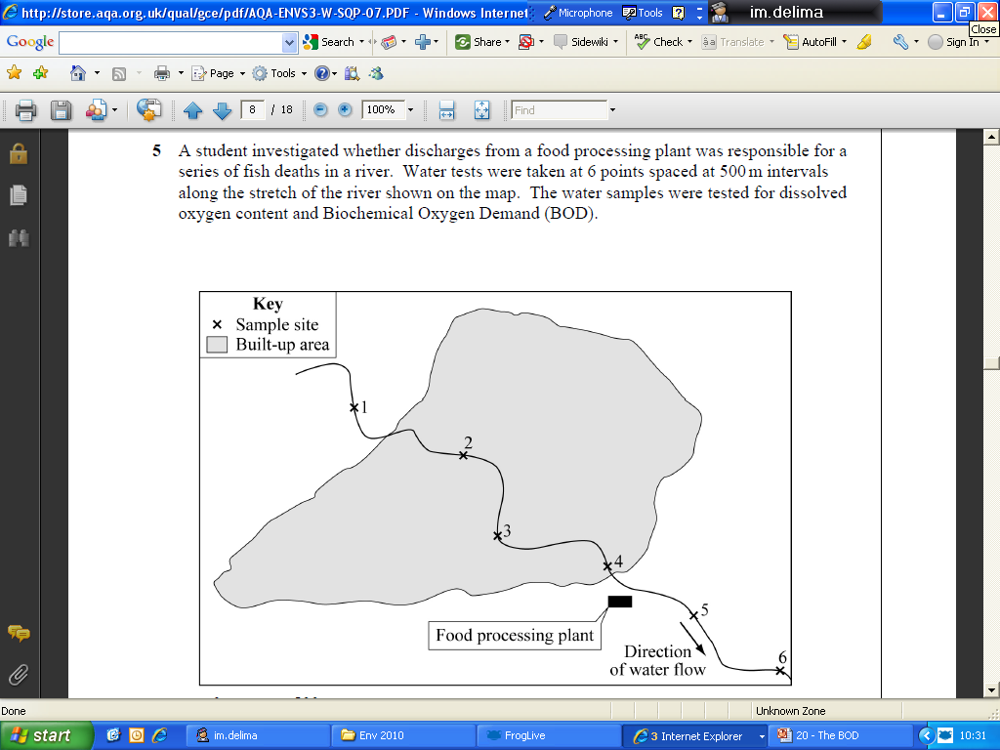 http://store.aqa.org.uk/qual/gce/pdf/AQA-ENVS3-W-SQP-07.PDF - Windows Internet
Microphone
Tools
im.delima
Close
Google
Search
Share
Sidewiki
Check
Translate
AutoFill
Sign In
Page
Tools
8 / 18
100%
Find
5 A student investigated whether discharges from a food processing plant was responsible for a
series of fish deaths in a river. Water tests were taken at 6 points spaced at 500 m intervals
along the stretch of the river shown on the map. The water samples were tested for dissolved
oxygen content and Biochemical Oxygen Demand (BOD).
Key
× Sample site
Built-up area
1
2
3
4
5
6
Food processing plant
Direction
of water flow
Done
Unknown Zone
start
im.delima
Env 2010
FrogLive
3 Internet Explorer
20 - The BOD
10:31